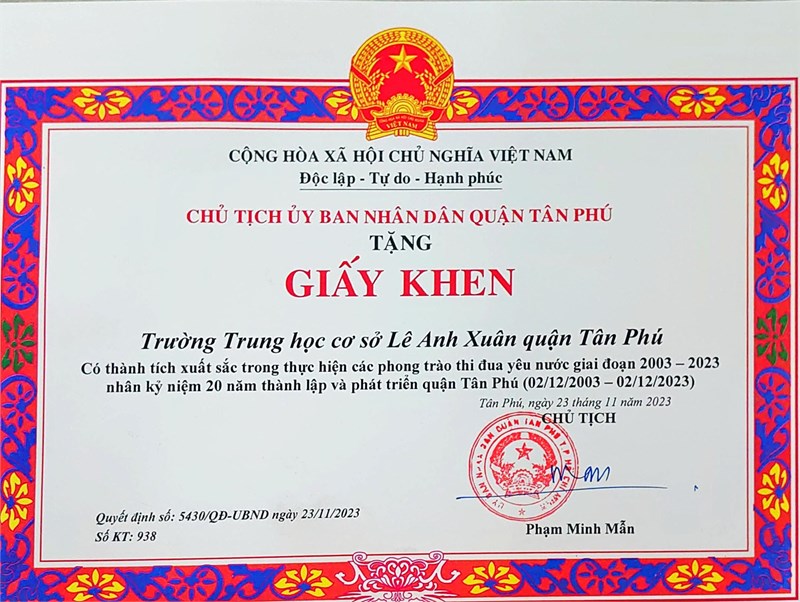 VIỆT NAM
CỘNG HÒA XÃ HỘI CHỦ NGHĨA VIỆT NAM
Độc lập - Tự do - Hạnh phúc
CHỦ TỊCH ỦY BAN NHÂN DÂN QUẬN TÂN PHÚ
TẶNG
GIẤY KHEN
Trường Trung học cơ sở Lê Anh Xuân quận Tân Phú
Có thành tích xuất sắc trong thực hiện các phong trào thi đua yêu nước giai đoạn 2003 – 2023
nhân kỷ niệm 20 năm thành lập và phát triển quận Tân Phú (02/12/2003 – 02/12/2023)
Tân Phú, ngày 23 tháng 11 năm 2023
CHỦ TỊCH
Quyết định số: 5430/QĐ-UBND ngày 23/11/2023
Số KT: 938
Phạm Minh Mẫn